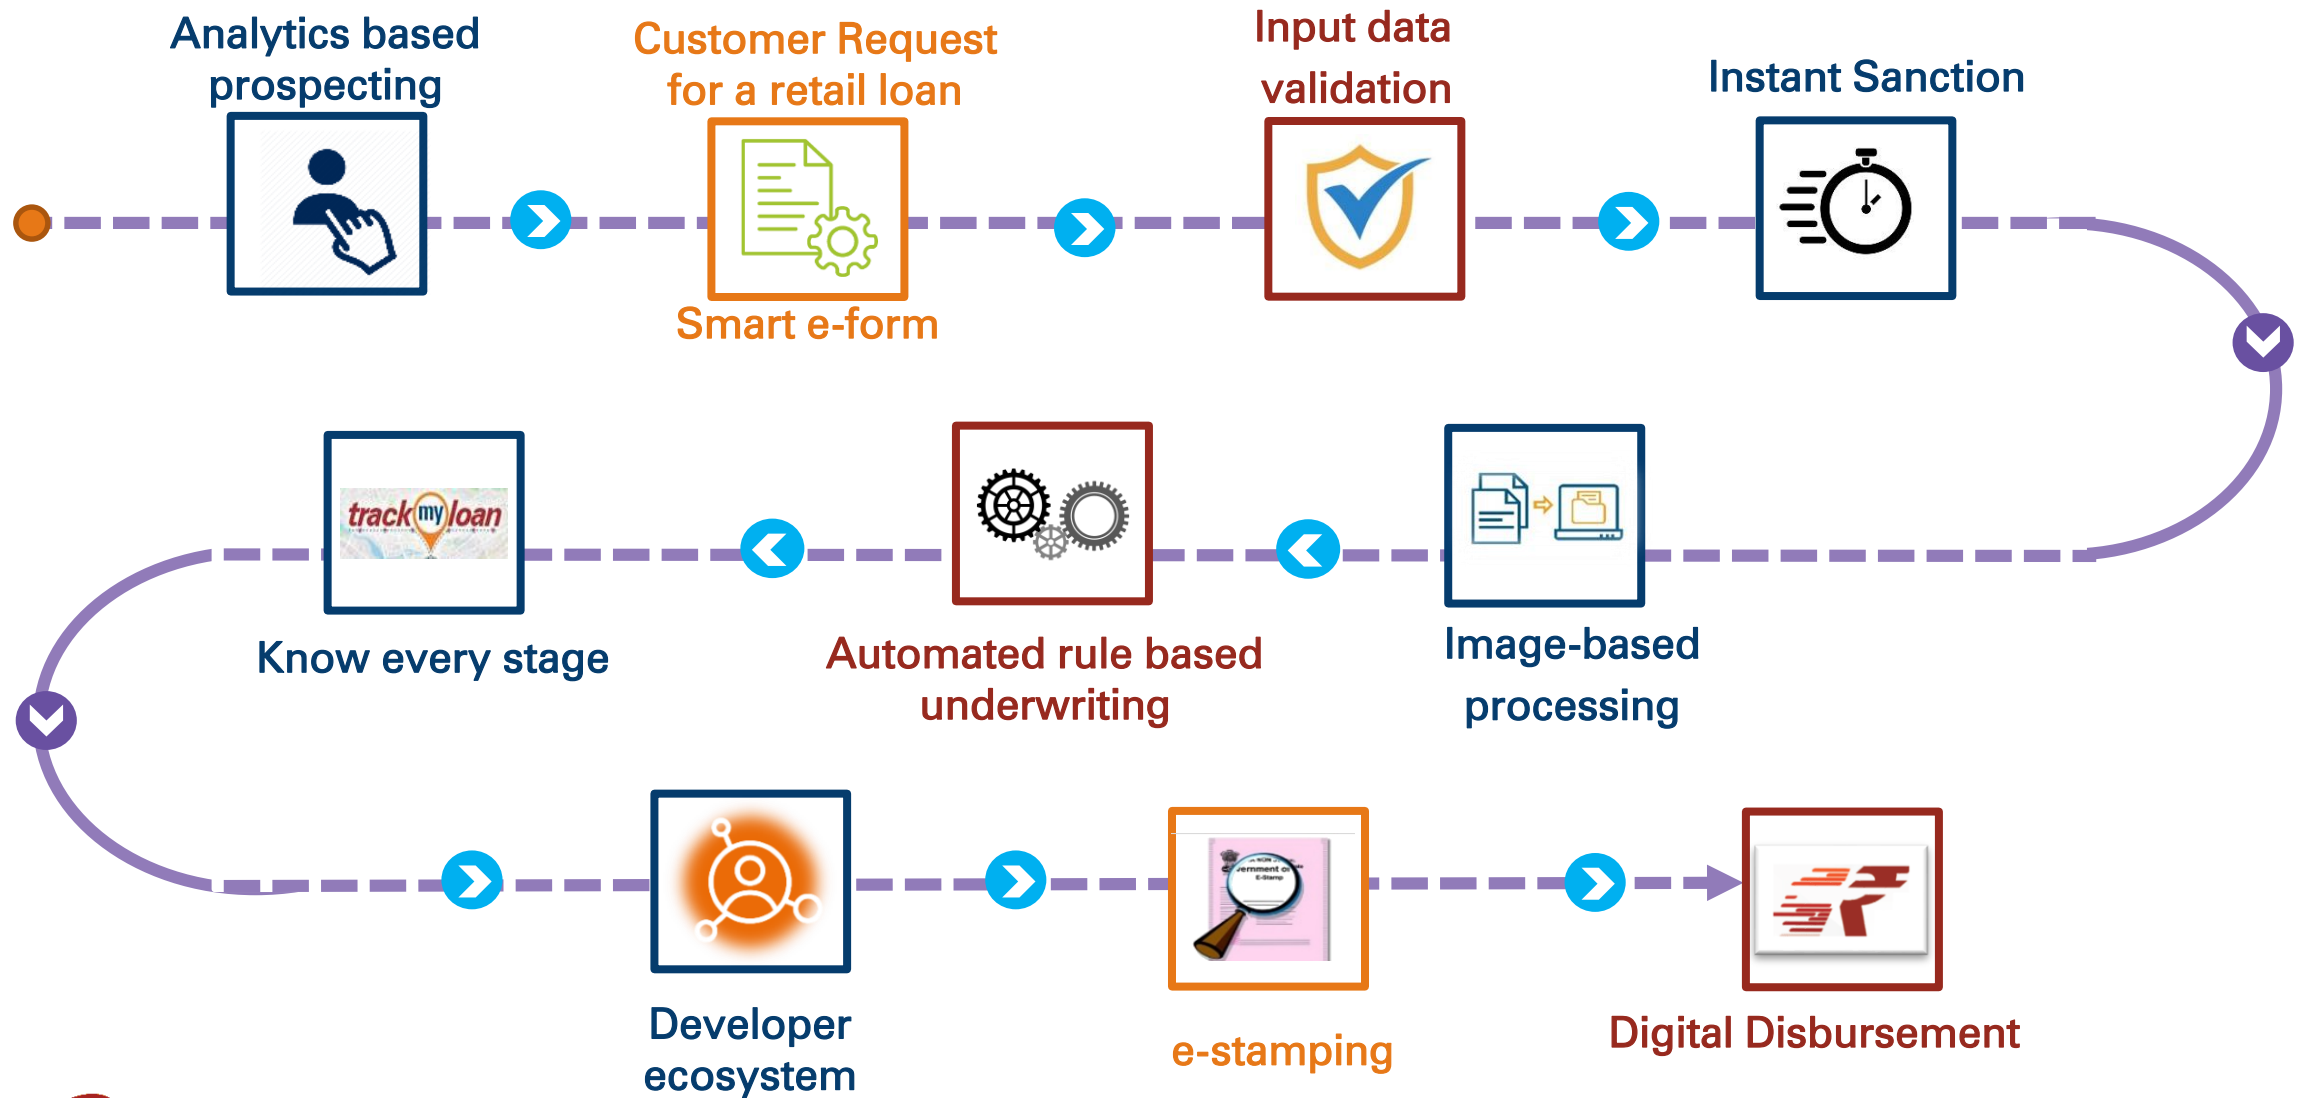 Analytics based
prospecting
Customer Request
for a retail loan
Input data
validation
Instant Sanction
Smart e-form
track my loan
Know every stage
Automated rule based
underwriting
Image-based
processing
E-Stamp
Developer
ecosystem
e-stamping
Digital Disbursement